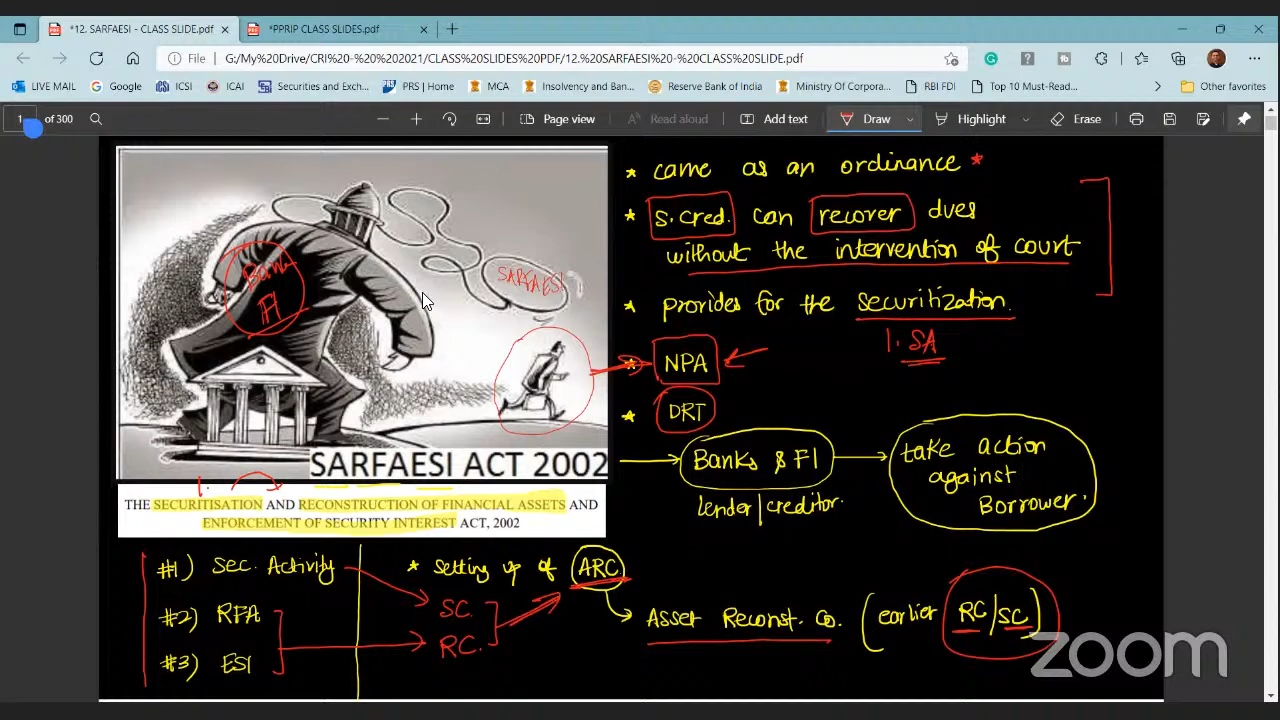 *12. SARFAESI - CLASS SLIDE.pdf
*PPRIP CLASS SLIDES.pdf
File
G:/My%20Drive/CRI%20-%20%202021/CLASS%20SLIDES%20PDF/12.%20SARFAESI%20-%20CLASS%20SLIDE.pdf
LIVE MAIL
Google
ICSI
ICAI
Securities and Exch...
PRS | Home
MCA
Insolvency and Ban...
Reserve Bank of India
Ministry Of Corpora...
RBI FDI
Top 10 Must-Read...
Other favorites
1 of 300
Page view
Read aloud
Add text
Draw
Highlight
Erase
Bank
FI
SARFAESI
SARFAESI ACT 2002
1.
THE SECURITISATION AND RECONSTRUCTION OF FINANCIAL ASSETS AND
ENFORCEMENT OF SECURITY INTEREST ACT, 2002
* came as an ordinance *
* S.Cred. can recover dues
without the intervention of court
* provides for the securitization.
1. SA
* NPA
* DRT
Banks & FI
take action
against
Borrower.
lender/creditor.
#1) Sec. Activity
#2) RFA
#3) ESI
* Setting up of ARC
SC.
RC.
Asset Reconst. Co. (earlier RC/SC)
zoom